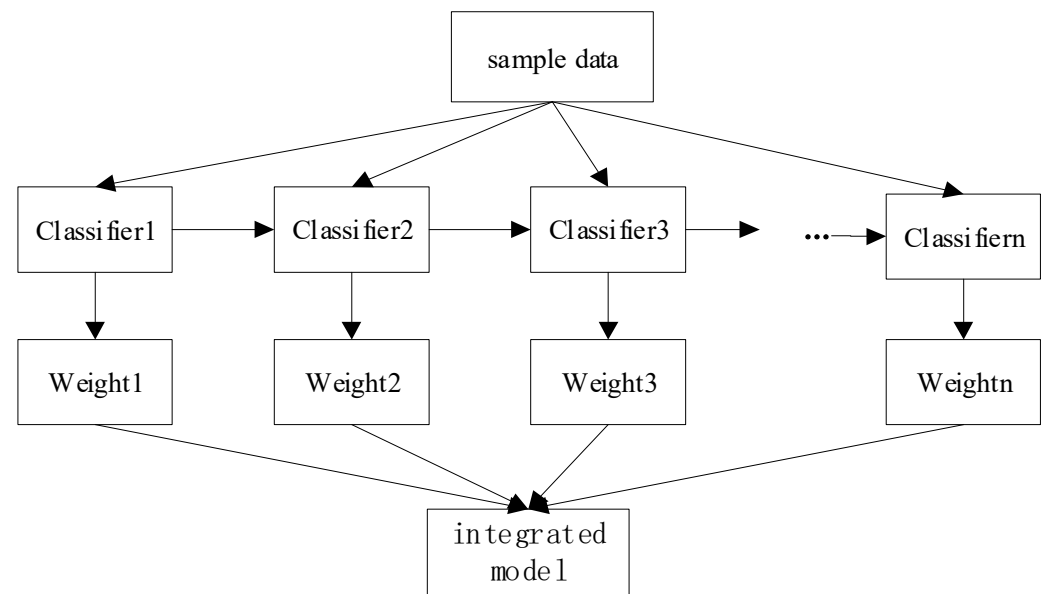 sample data
Classifier1
Classifier2
Classifier3
...
Classifiern
Weight1
Weight2
Weight3
Weightn
integrated
model